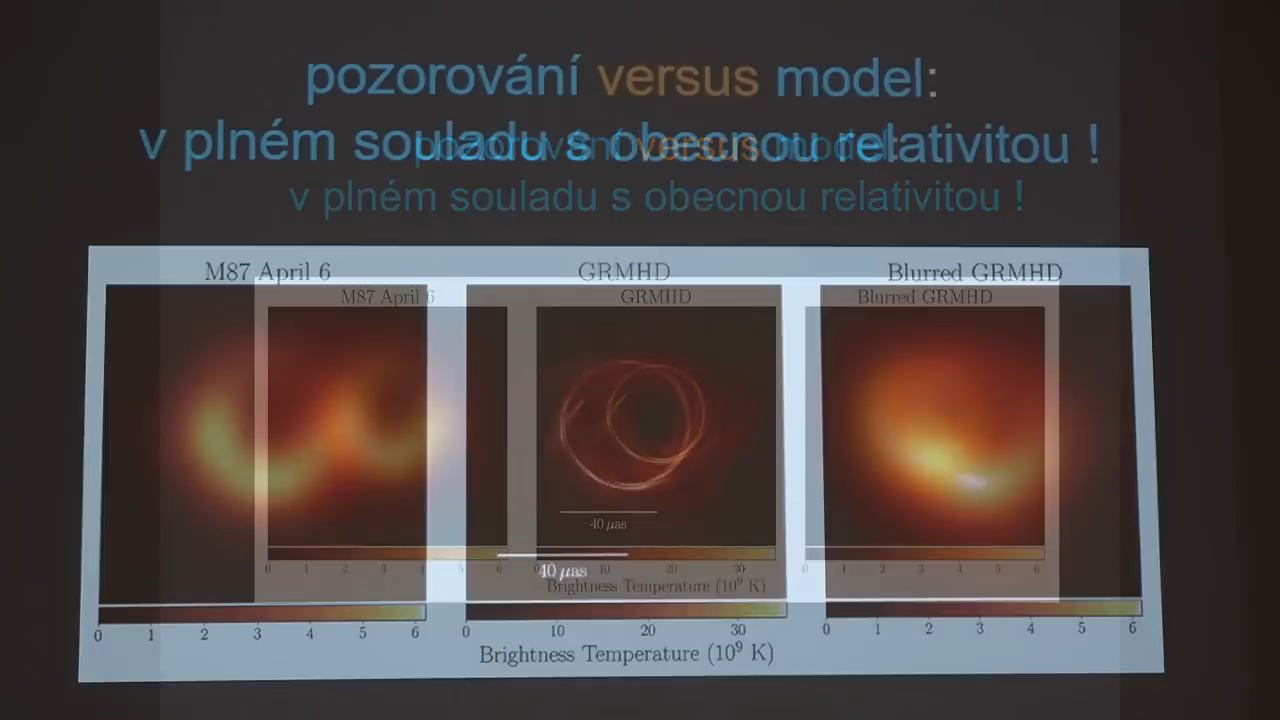 pozorování versus model:
v plném souladu s obecnou relativitou !
pozorování versus model:
v plném souladu s obecnou relativitou !
M87 April 6 GRMHD Blurred GRMHD
M87 April 6 GRMHD Blurred GRMHD
40 μas
40 μas
0 1 2 3 4 5 6 0 10 20 30 0 1 2 3 4 5 6
Brightness Temperature (10⁹ K)
0 1 2 3 4 5 6 0 10 20 30 0 1 2 3 4 5 6
Brightness Temperature (10⁹ K)